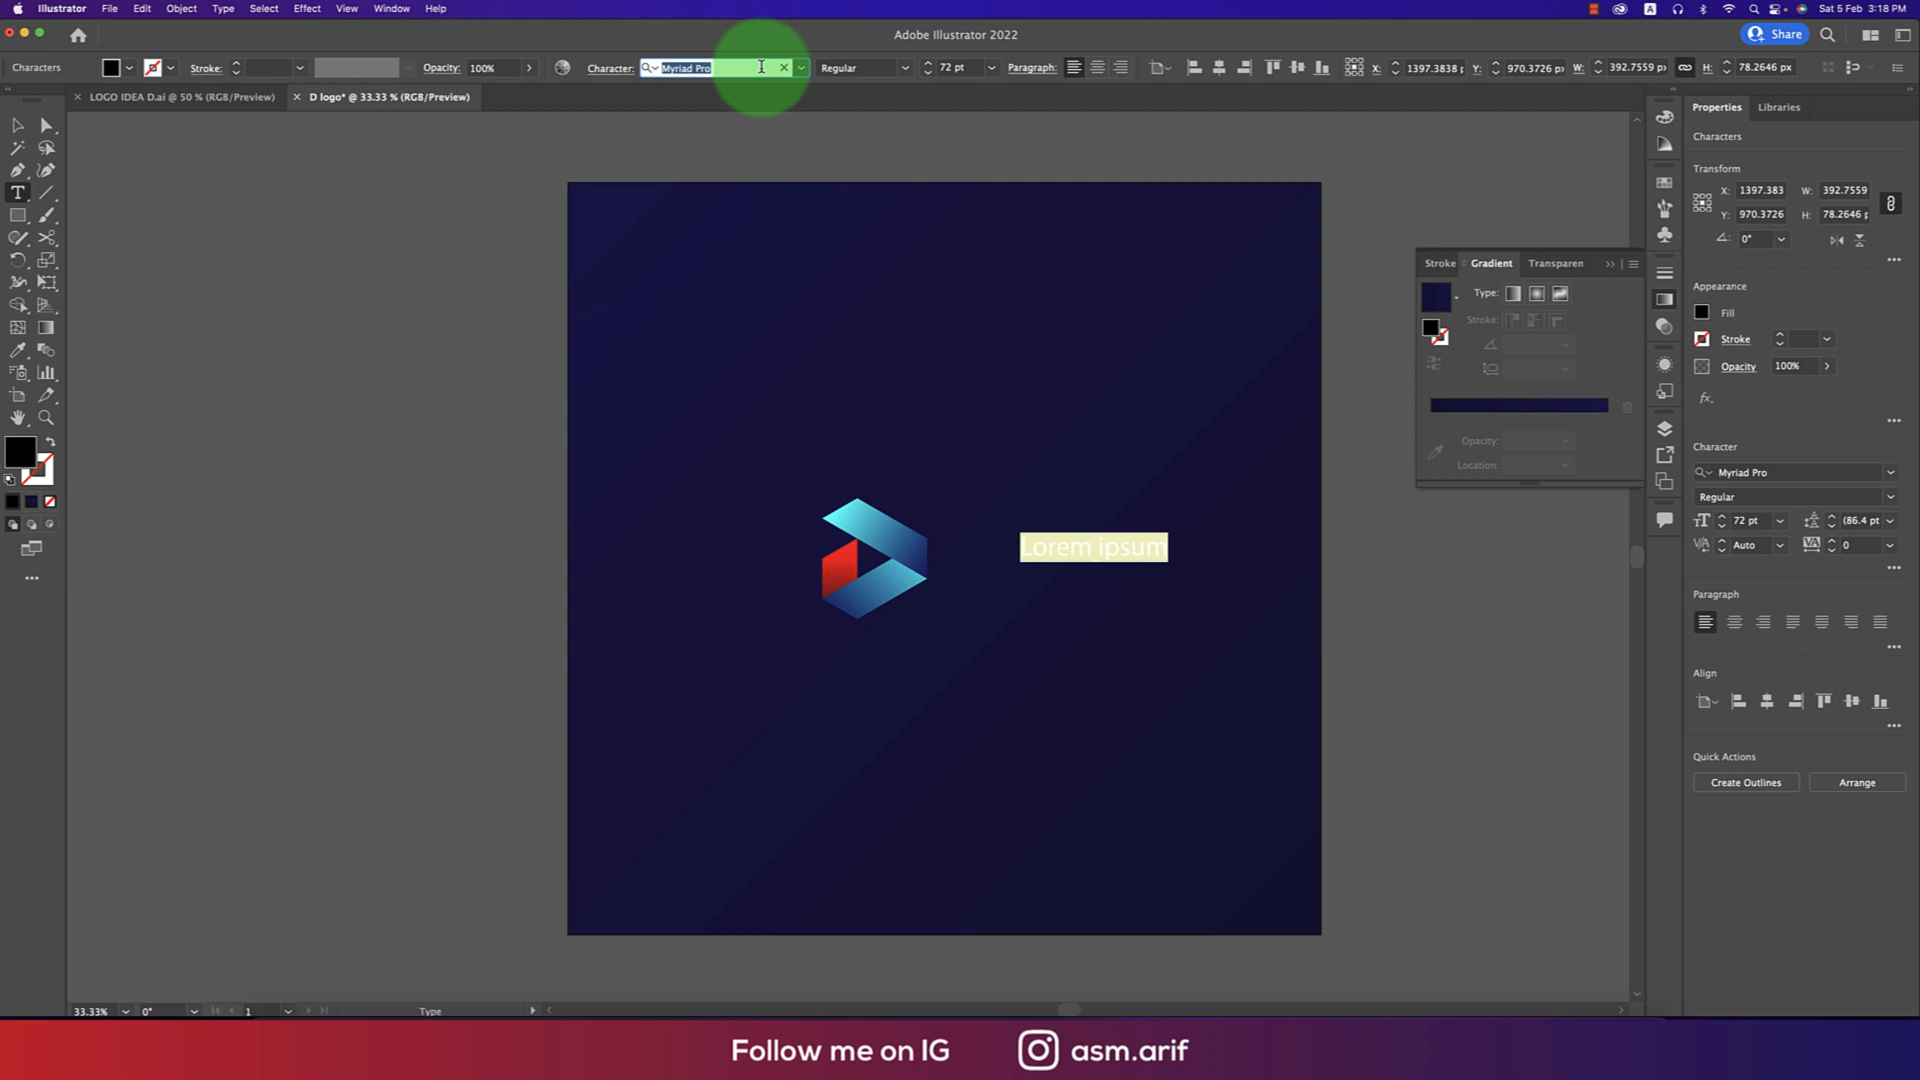 Illustrator File Edit Object Type Select Effect View Window Help
A Sat 5 Feb 3:18 PM
Adobe Illustrator 2022
Share
Characters Stroke: Opacity: 100% Character: Myriad Pro Regular 72 pt Paragraph: X: 1397.3838 Y: 970.3726 px W: 392.7559 px H: 78.2646 px
LOGO IDEA D.ai @ 50 % (RGB/Preview) D logo* @ 33.33 % (RGB/Preview)
Properties Libraries
Characters
Transform
X: 1397.383 W: 392.7559
Y: 970.3726 H: 78.2646 p
0°
Stroke Gradient Transparen
Type:
Stroke:
Opacity:
Location:
Appearance
Fill
Stroke
Opacity 100%
fx.
Character
Myriad Pro
Regular
72 pt (86.4 pt
Auto 0
Paragraph
Align
Quick Actions
Create Outlines Arrange
Lorem ipsum
33.33% 0° 1 Type
Follow me on IG asm.arif